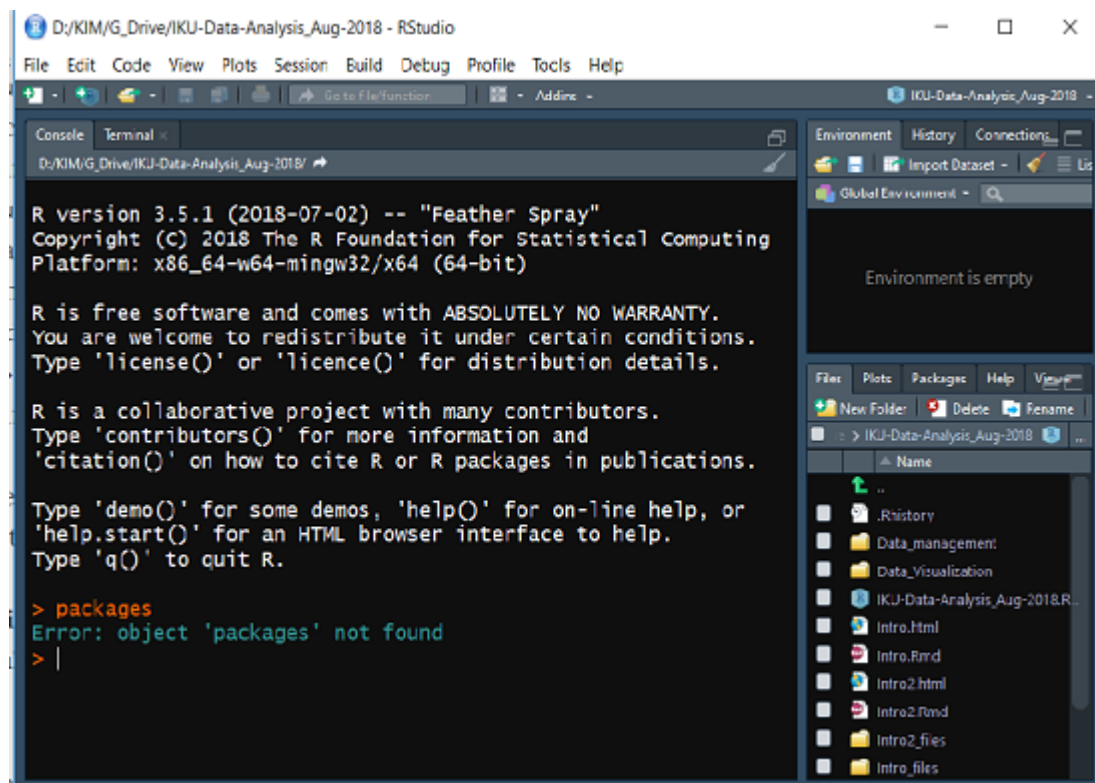 D:/KIM/G_Drive/IKU-Data-Analysis_Aug-2018 - RStudio
File Edit Code View Plots Session Build Debug Profile Tools Help
Go to file/function Addins
IKU-Data-Analysis_Aug-2018
Console Terminal
D:/KIM/G_Drive/IKU-Data-Analysis_Aug-2018/
R version 3.5.1 (2018-07-02) -- "Feather Spray"
Copyright (C) 2018 The R Foundation for Statistical Computing
Platform: x86_64-w64-mingw32/x64 (64-bit)
R is free software and comes with ABSOLUTELY NO WARRANTY.
You are welcome to redistribute it under certain conditions.
Type 'license()' or 'licence()' for distribution details.
R is a collaborative project with many contributors.
Type 'contributors()' for more information and
'citation()' on how to cite R or R packages in publications.
Type 'demo()' for some demos, 'help()' for on-line help, or
'help.start()' for an HTML browser interface to help.
Type 'q()' to quit R.
> packages
Error: object 'packages' not found
>
Environment History Connections
Import Dataset Lis
Global Environment
Environment is empty
Files Plots Packages Help Viewer
New Folder Delete Rename
> IKU-Data-Analysis_Aug-2018 ...
Name
..
.Rhistory
Data_management
Data_Visualization
IKU-Data-Analysis_Aug-2018.R...
Intro.html
Intro.Rmd
Intro2.html
Intro2.Rmd
Intro2_files
Intro_files